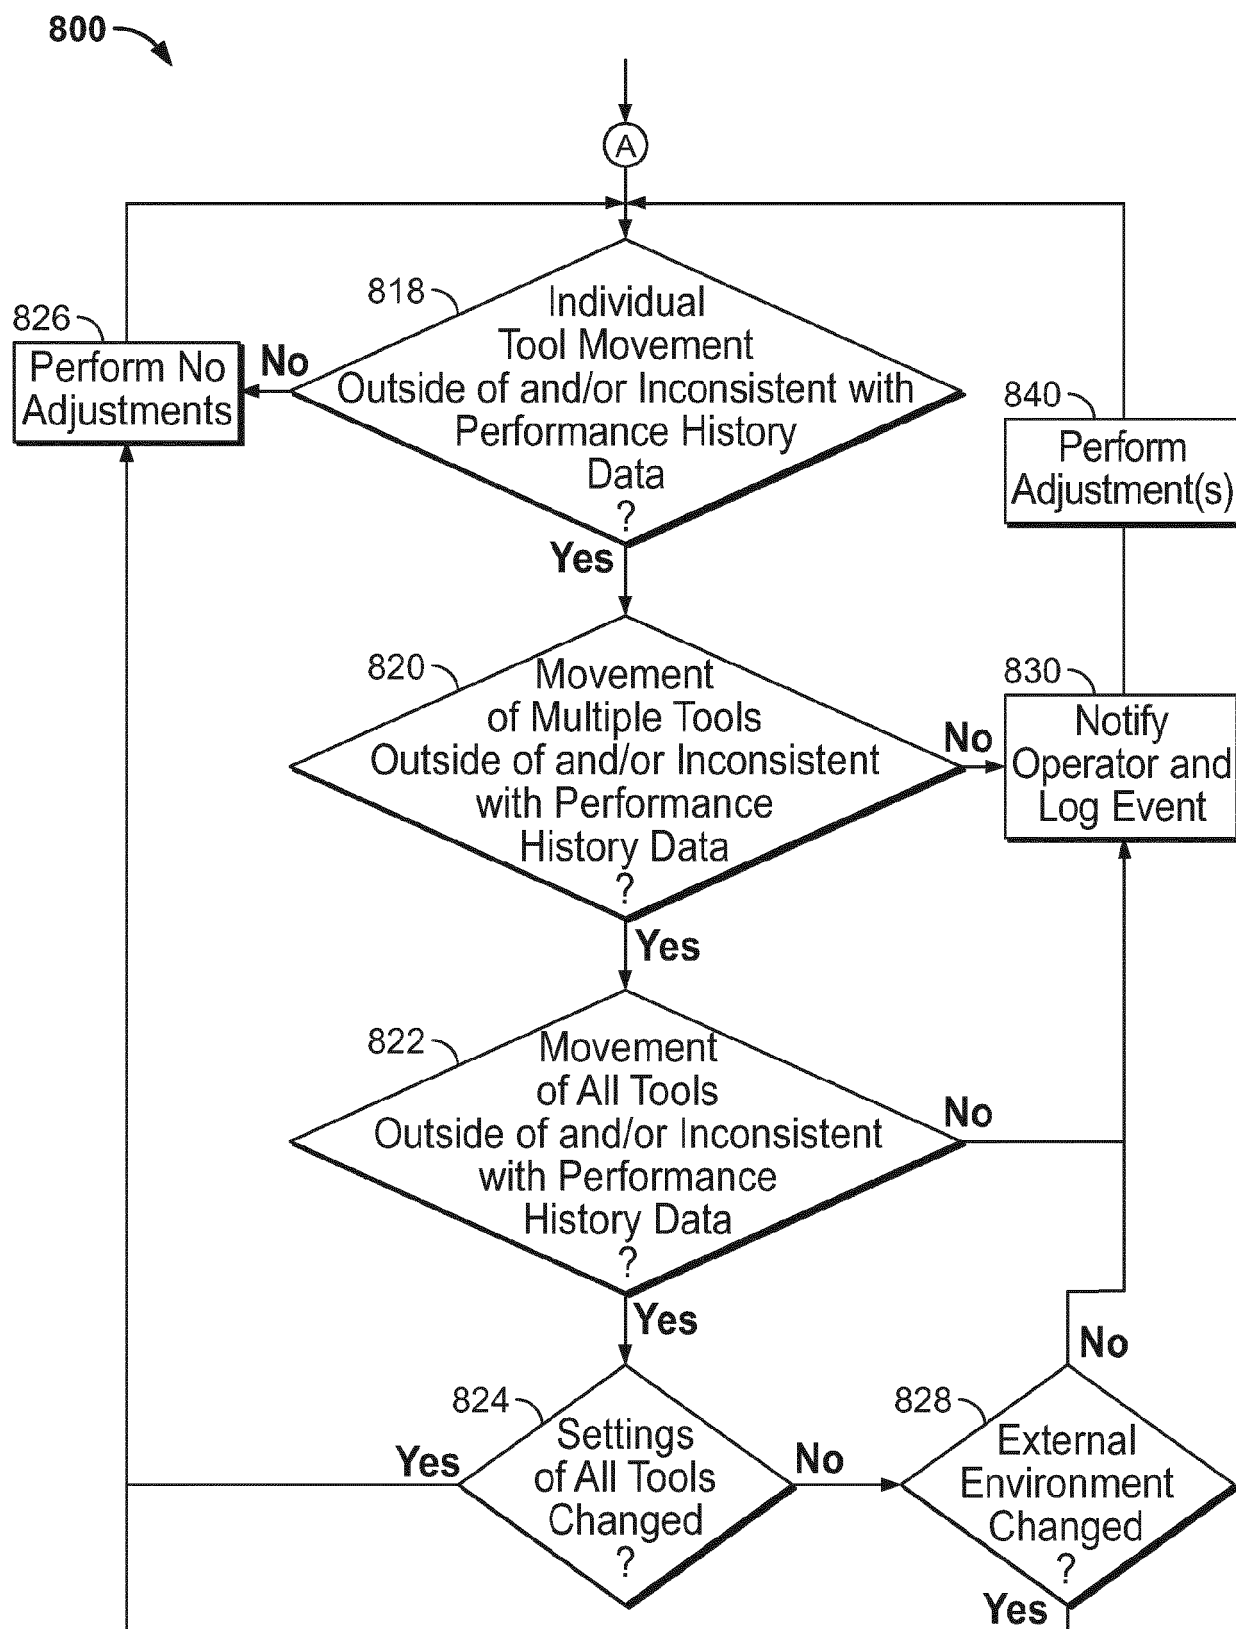 800
A
818
Individual
Tool Movement
Outside of and/or Inconsistent with
Performance History
Data
?
826
Perform No
Adjustments
No
Yes
840
Perform
Adjustment(s)
820
Movement
of Multiple Tools
Outside of and/or Inconsistent
with Performance
History Data
?
No
Yes
830
Notify
Operator and
Log Event
822
Movement
of All Tools
Outside of and/or Inconsistent
with Performance
History Data
?
No
Yes
824
Settings
of All Tools
Changed
?
Yes
No
828
External
Environment
Changed
?
No
Yes